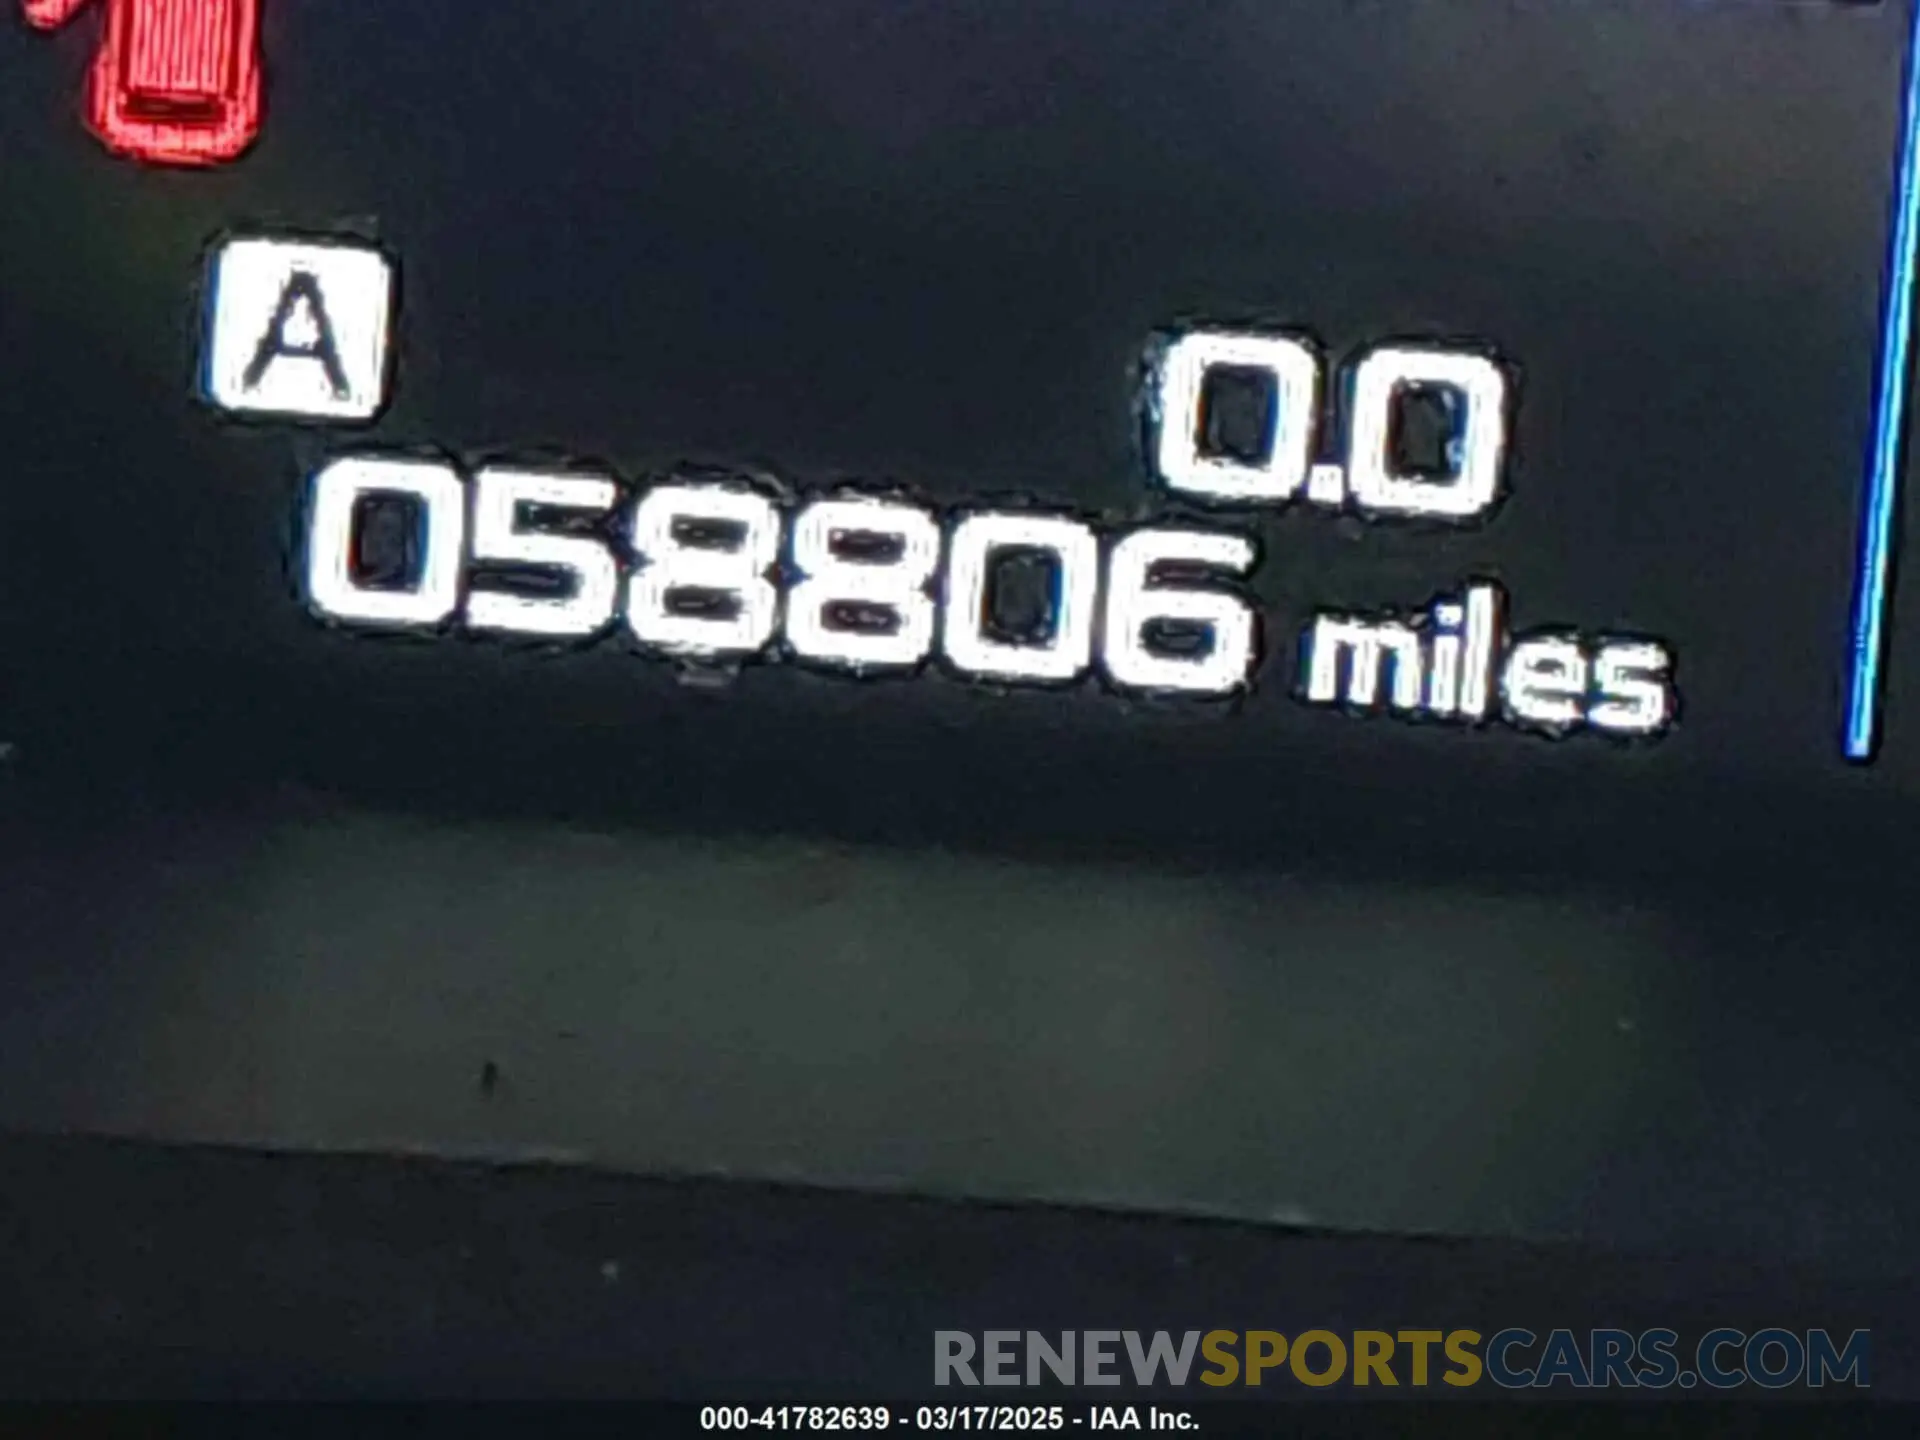 A
0.0
058806 miles
RENEWSPORTSCARS.COM
000-41782639 - 03/17/2025 - IAA Inc.